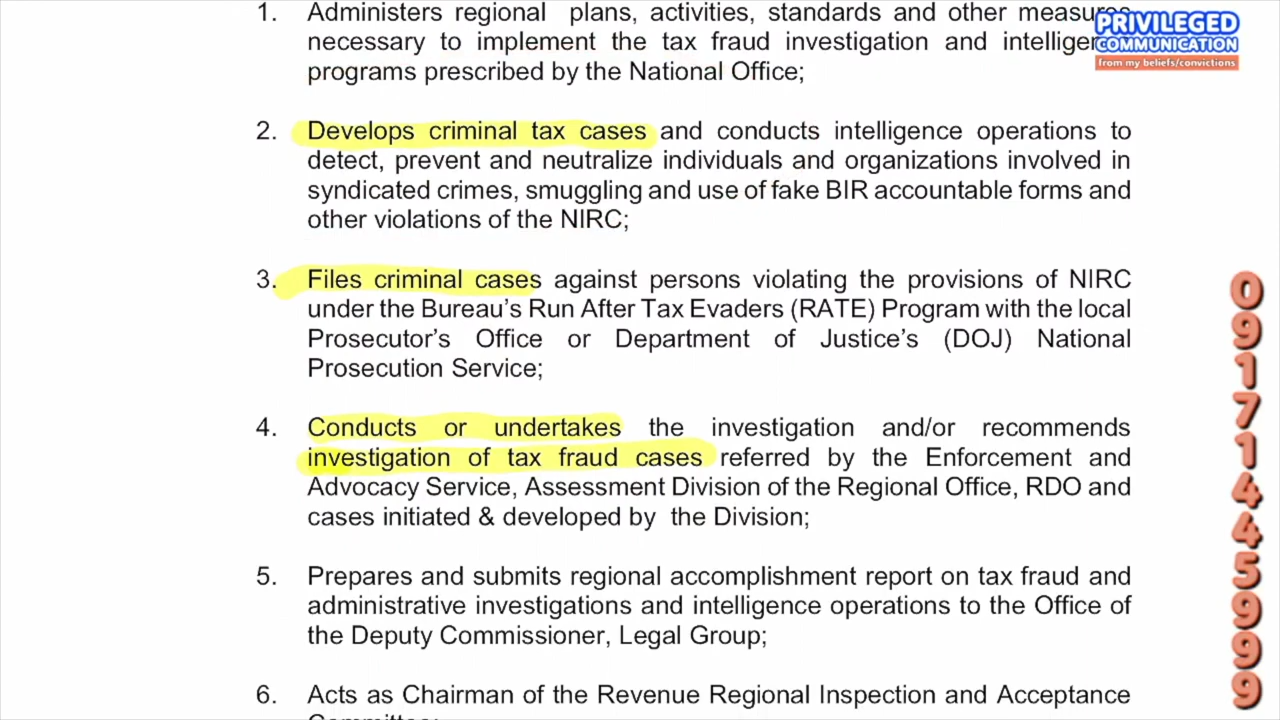 1. Administers regional plans, activities, standards and other measures
necessary to implement the tax fraud investigation and intelligence
programs prescribed by the National Office;
2. Develops criminal tax cases and conducts intelligence operations to
detect, prevent and neutralize individuals and organizations involved in
syndicated crimes, smuggling and use of fake BIR accountable forms and
other violations of the NIRC;
3. Files criminal cases against persons violating the provisions of NIRC
under the Bureau’s Run After Tax Evaders (RATE) Program with the local
Prosecutor’s Office or Department of Justice’s (DOJ) National
Prosecution Service;
4. Conducts or undertakes the investigation and/or recommends
investigation of tax fraud cases referred by the Enforcement and
Advocacy Service, Assessment Division of the Regional Office, RDO and
cases initiated & developed by the Division;
5. Prepares and submits regional accomplishment report on tax fraud and
administrative investigations and intelligence operations to the Office of
the Deputy Commissioner, Legal Group;
6. Acts as Chairman of the Revenue Regional Inspection and Acceptance
PRIVILEGED
COMMUNICATION
from my beliefs/convictions
09171445999